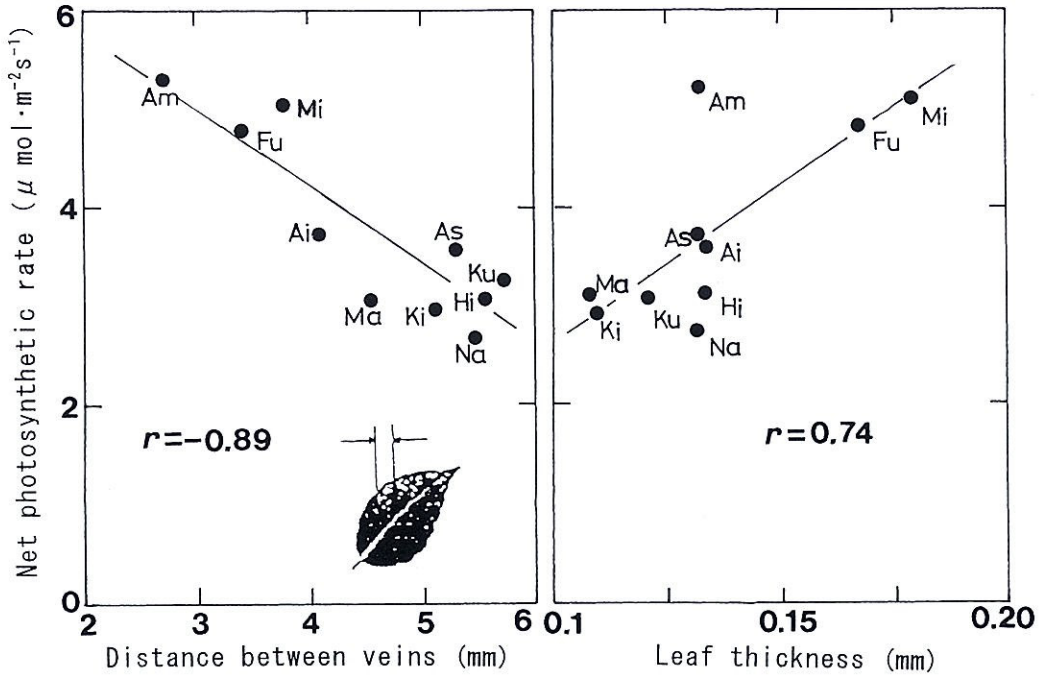 Net photosynthetic rate (μ mol·m⁻²s⁻¹)
6
4
2
0
Am
Mi
Fu
Ai
As
Ku
Ma
Ki
Hi
Na
r=-0.89
2 3 4 5 6
Distance between veins (mm)
Am
Mi
Fu
As
Ai
Ma
Ki
Ku
Hi
Na
r=0.74
0.1 0.15 0.20
Leaf thickness (mm)